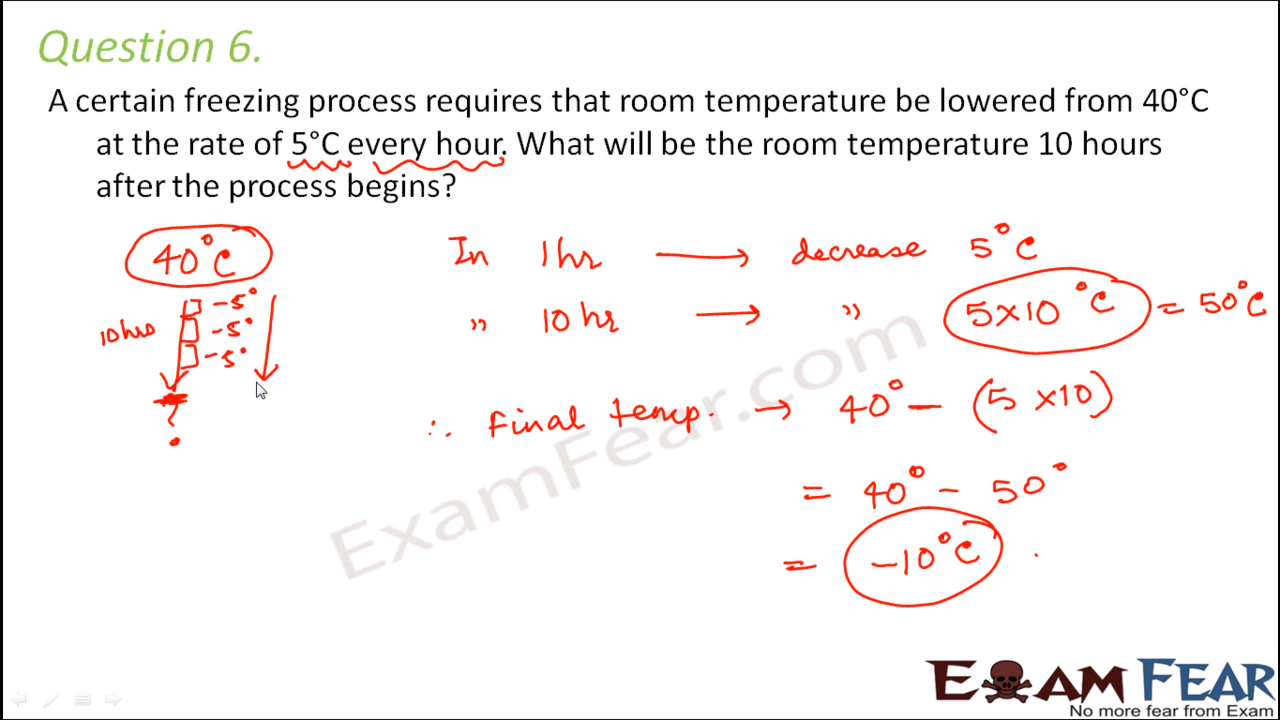 Question 6.
A certain freezing process requires that room temperature be lowered from 40°C
at the rate of 5°C every hour. What will be the room temperature 10 hours
after the process begins?
40°C
In 1hr → decrease 5°C
10hrs
-5°
-5°
-5°
?
" 10 hr → " 5×10 °C = 50°C
∴ Final temp. → 40° - (5 ×10)
= 40° - 50°
= -10°C
ExamFear.com
EXAM FEAR
No more fear from Exam